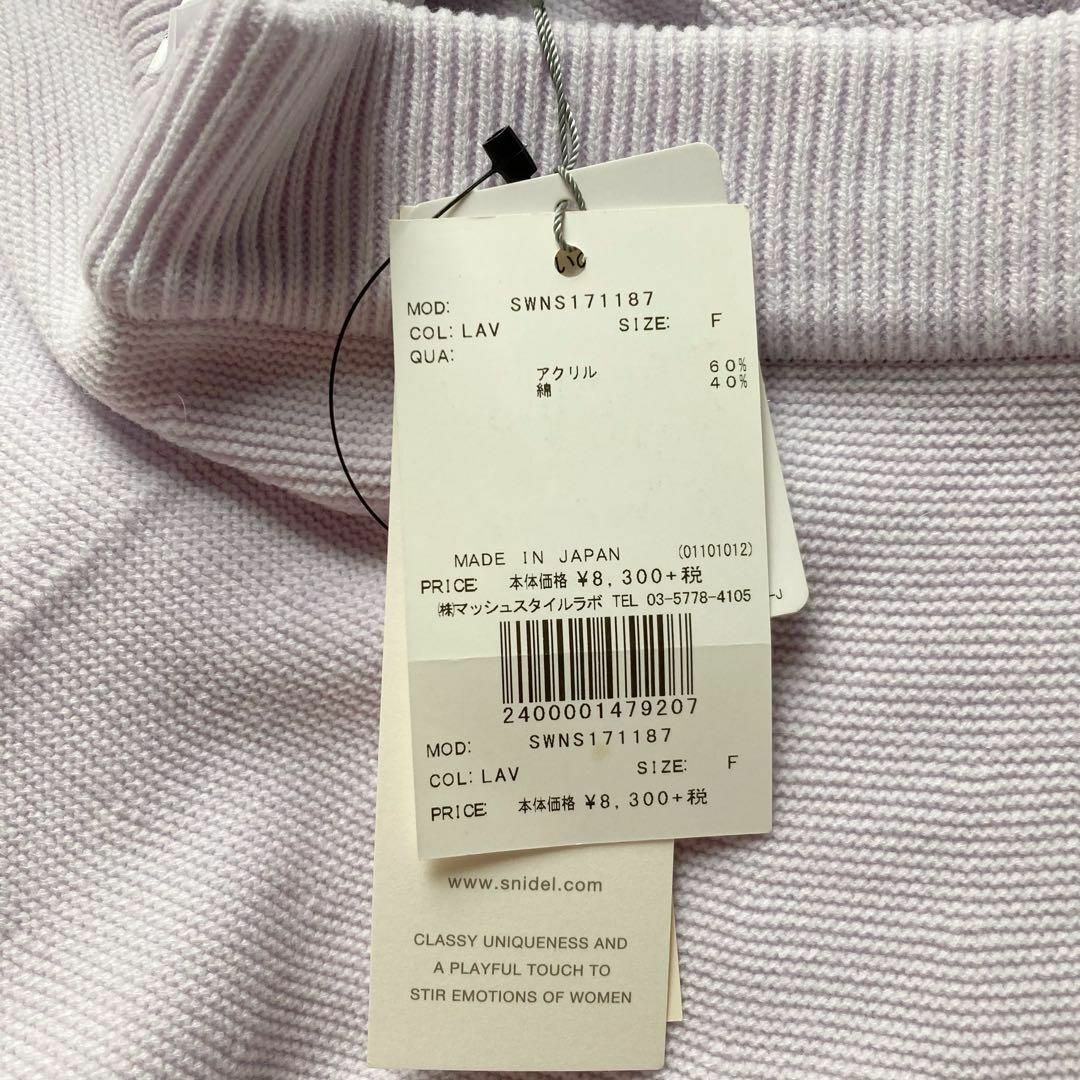 いの
MOD: SWNS171187
COL: LAV SIZE: F
QUA:
アクリル 60%
綿 40%
MADE IN JAPAN (01101012)
PRICE: 本体価格 ¥8,300+税
㈱マッシュスタイルラボ TEL 03-5778-4105
-J
2400001479207
MOD: SWNS171187
COL: LAV SIZE: F
PRICE: 本体価格 ¥8,300+税
www.snidel.com
CLASSY UNIQUENESS AND
A PLAYFUL TOUCH TO
STIR EMOTIONS OF WOMEN